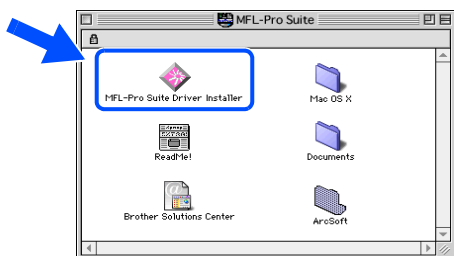 MFL-Pro Suite
MFL-Pro Suite Driver Installer
Mac OS X
ReadMe!
Documents
Brother Solutions Center
ArcSoft